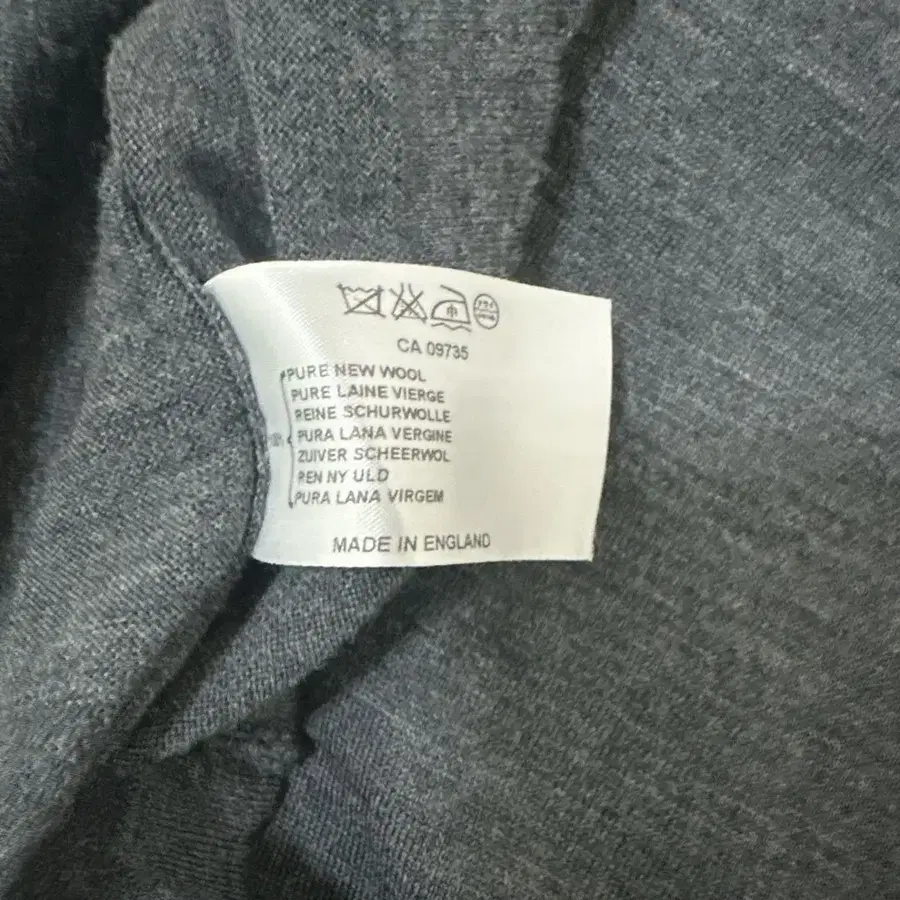 CA 09735
PURE NEW WOOL
PURE LAINE VIERGE
REINE SCHURWOLLE
PURA LANA VERGINE
ZUIVER SCHEERWOL
REN NY ULD
PURA LANA VIRGEM
MADE IN ENGLAND